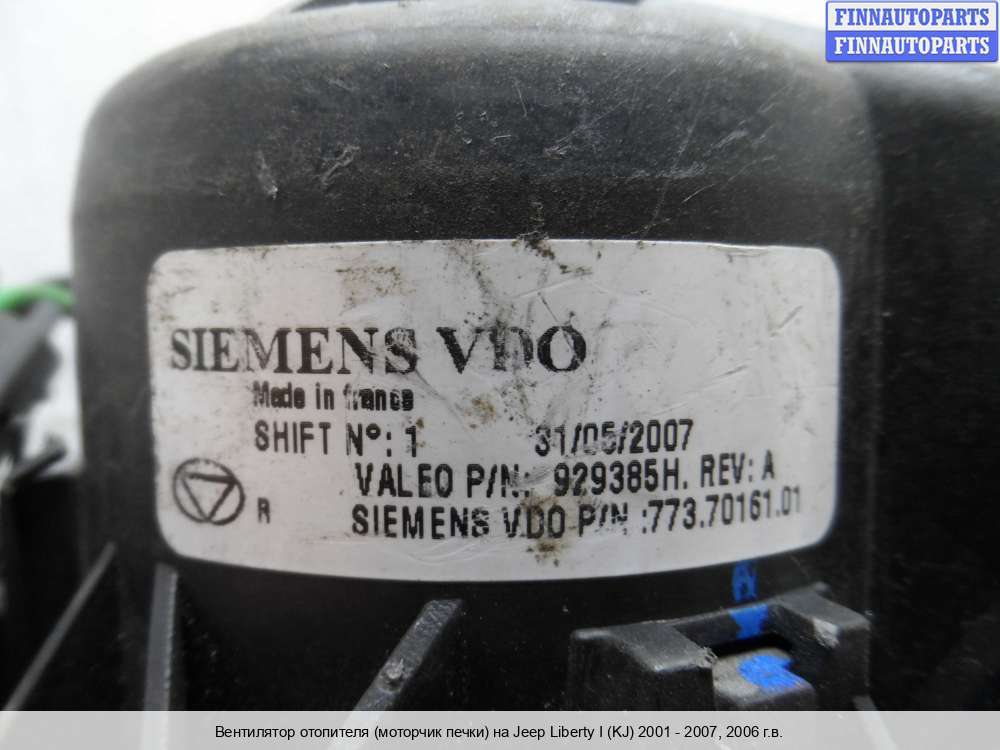 FINNAUTOPARTS
FINNAUTOPARTS
SIEMENS VDO
Made in france
SHIFT Nº: 1 31/05/2007
VALEO P/N: 929385H. REV: A
R SIEMENS VDO P/N :773.70161.01
Вентилятор отопителя (моторчик печки) на Jeep Liberty I (KJ) 2001 - 2007, 2006 г.в.